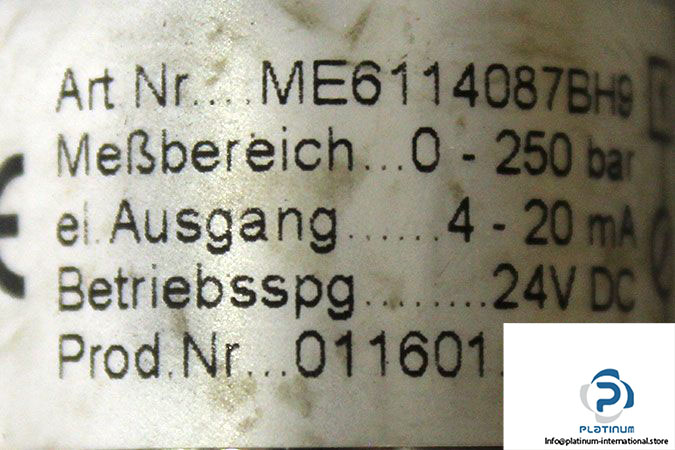 Art Nr.... ME6114087BH9
Meßbereich...0 - 250 bar
el. Ausgang......4 - 20 mA
Betriebsspg........24V DC
Prod.Nr...011601.
CE
PLATINUM
Info@platinum-international.store